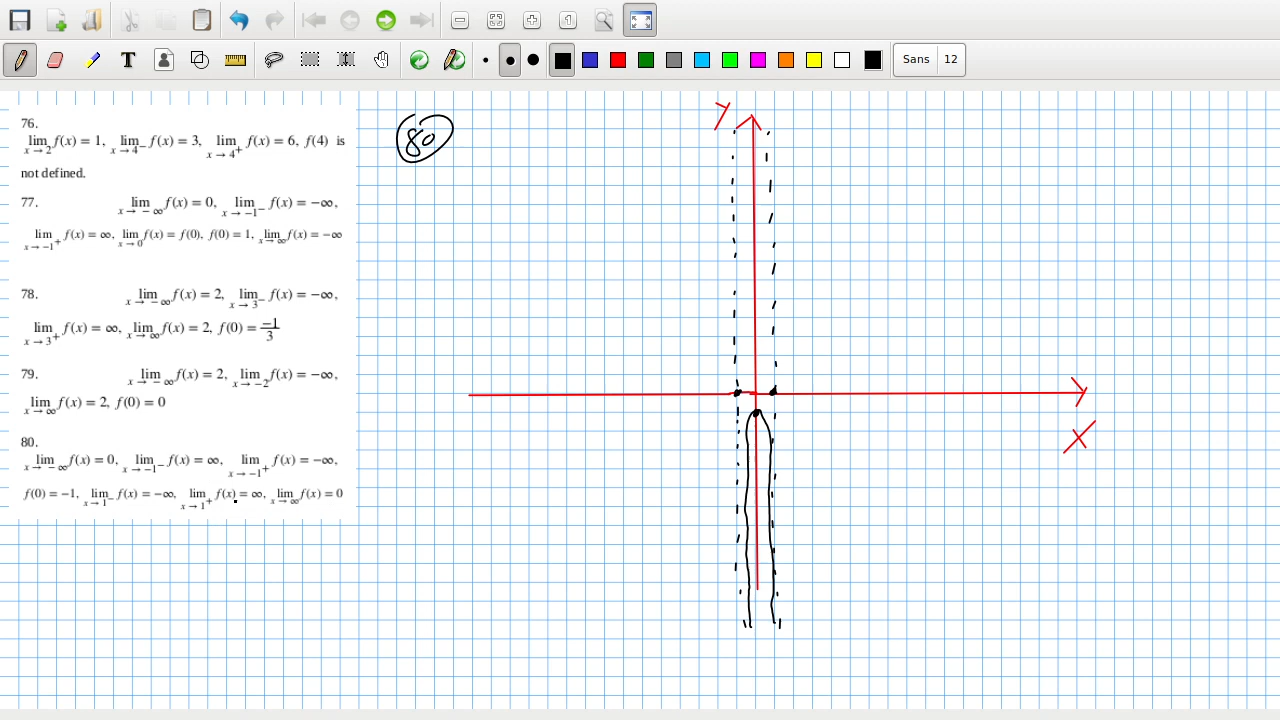 Sans 12
76.
lim x→2 f(x) = 1, lim x→4⁻ f(x) = 3, lim x→4⁺ f(x) = 6, f(4) is
not defined.
77. lim x→−∞ f(x) = 0, lim x→−1⁻ f(x) = −∞,
lim x→−1⁺ f(x) = ∞, lim x→0 f(x) = f(0), f(0) = 1, lim x→∞ f(x) = −∞
78. lim x→−∞ f(x) = 2, lim x→3⁻ f(x) = −∞,
lim x→3⁺ f(x) = ∞, lim x→∞ f(x) = 2, f(0) = −1/3
79. lim x→−∞ f(x) = 2, lim x→−2 f(x) = −∞,
lim x→∞ f(x) = 2, f(0) = 0
80.
lim x→−∞ f(x) = 0, lim x→−1⁻ f(x) = ∞, lim x→−1⁺ f(x) = −∞,
f(0) = −1, lim x→1⁻ f(x) = −∞, lim x→1⁺ f(x) = ∞, lim x→∞ f(x) = 0
80
y
x